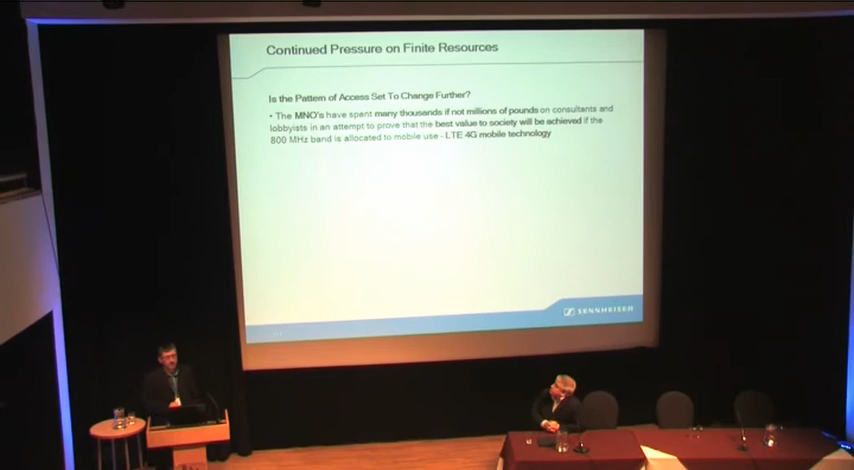 Continued Pressure on Finite Resources
Is the Pattern of Access Set To Change Further?
• The MNO's have spent many thousands if not millions of pounds on consultants and
lobbyists in an attempt to prove that the best value to society will be achieved if the
800 MHz band is allocated to mobile use - LTE 4G mobile technology
SENNHEISER